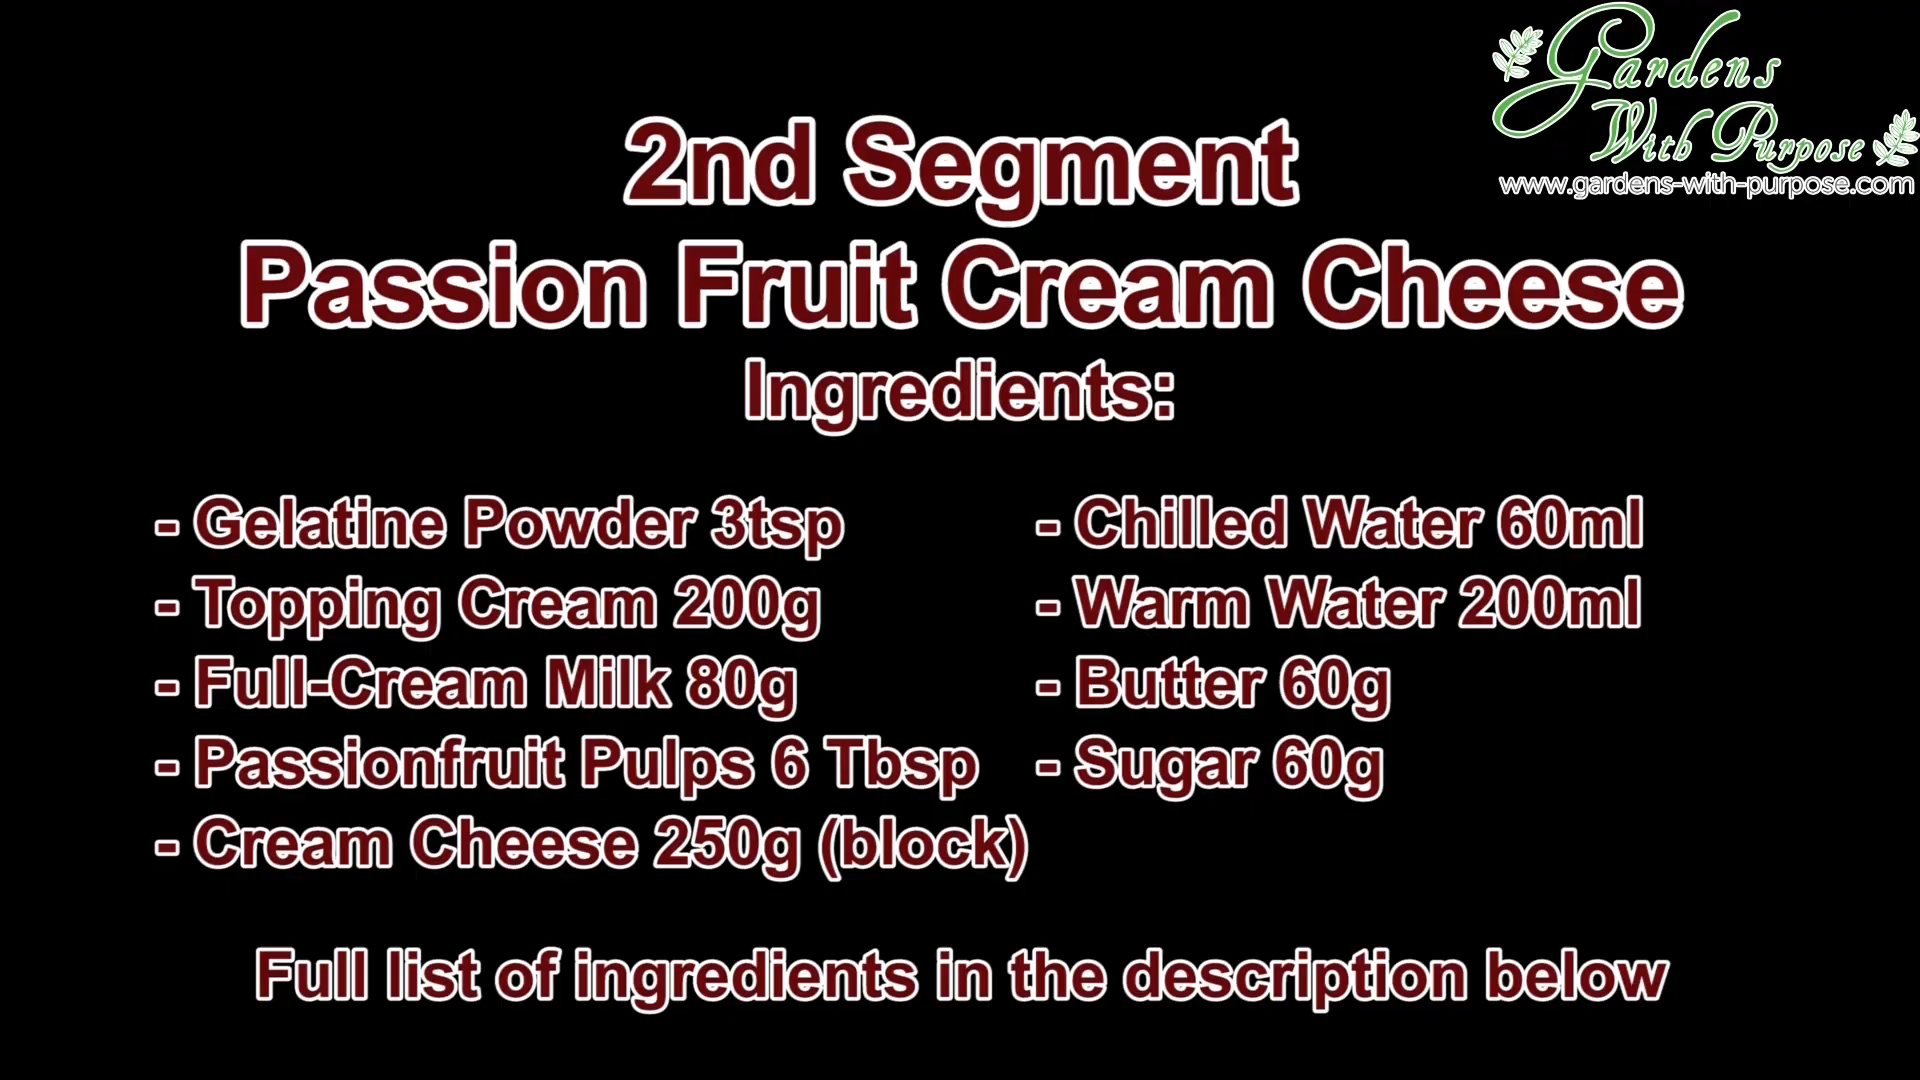 Gardens
With Purpose
www.gardens-with-purpose.com
2nd Segment
Passion Fruit Cream Cheese
Ingredients:
- Gelatine Powder 3tsp
- Topping Cream 200g
- Full-Cream Milk 80g
- Passionfruit Pulps 6 Tbsp
- Cream Cheese 250g (block)
- Chilled Water 60ml
- Warm Water 200ml
- Butter 60g
- Sugar 60g
Full list of ingredients in the description below